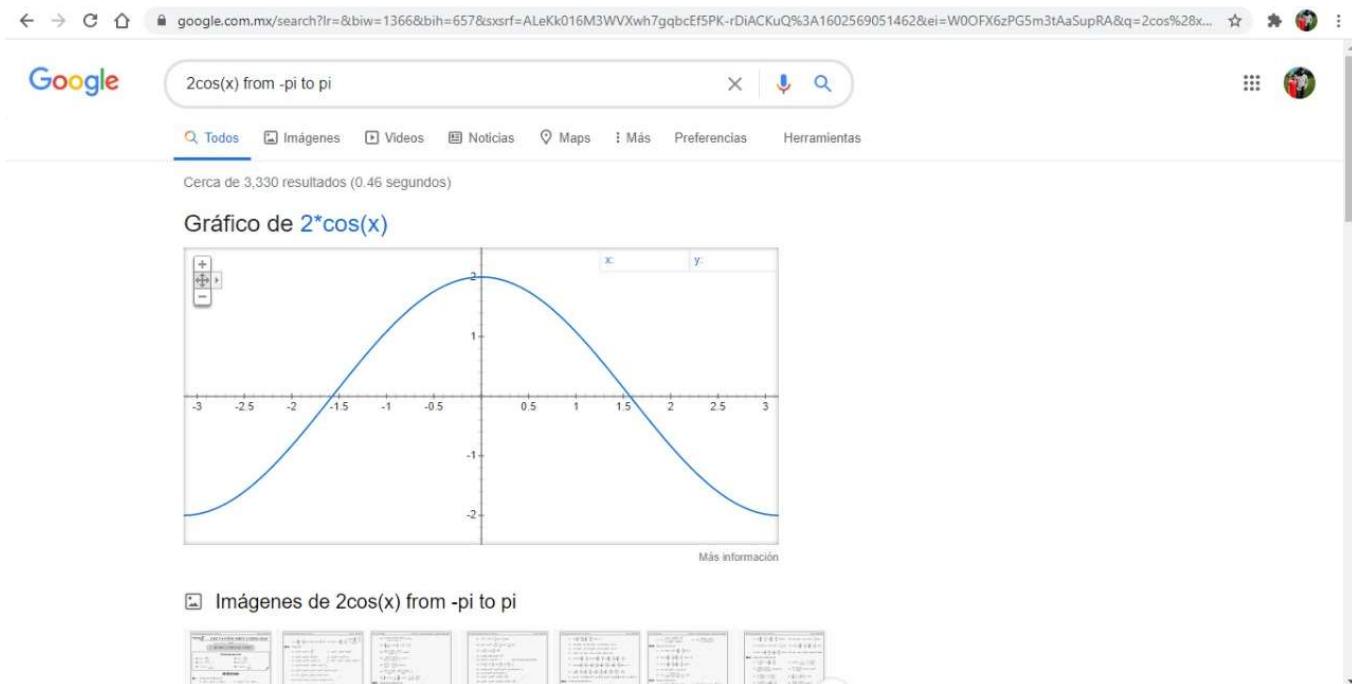 google.com.mx/search?lr=&biw=1366&bih=657&sxsrf=ALeKk016M3WVXwh7gqbcEf5PK-rDiACKuQ%3A1602569051462&ei=W0OFX6zPG5m3tAaSupRA&q=2cos%28x...
Google
2cos(x) from -pi to pi
Todos Imágenes Videos Noticias Maps Más Preferencias Herramientas
Cerca de 3,330 resultados (0.46 segundos)
Gráfico de 2*cos(x)
x: y:
2
1
-3 -2.5 -2 -1.5 -1 -0.5 0.5 1 1.5 2 2.5 3
-1
-2
Más información
Imágenes de 2cos(x) from -pi to pi